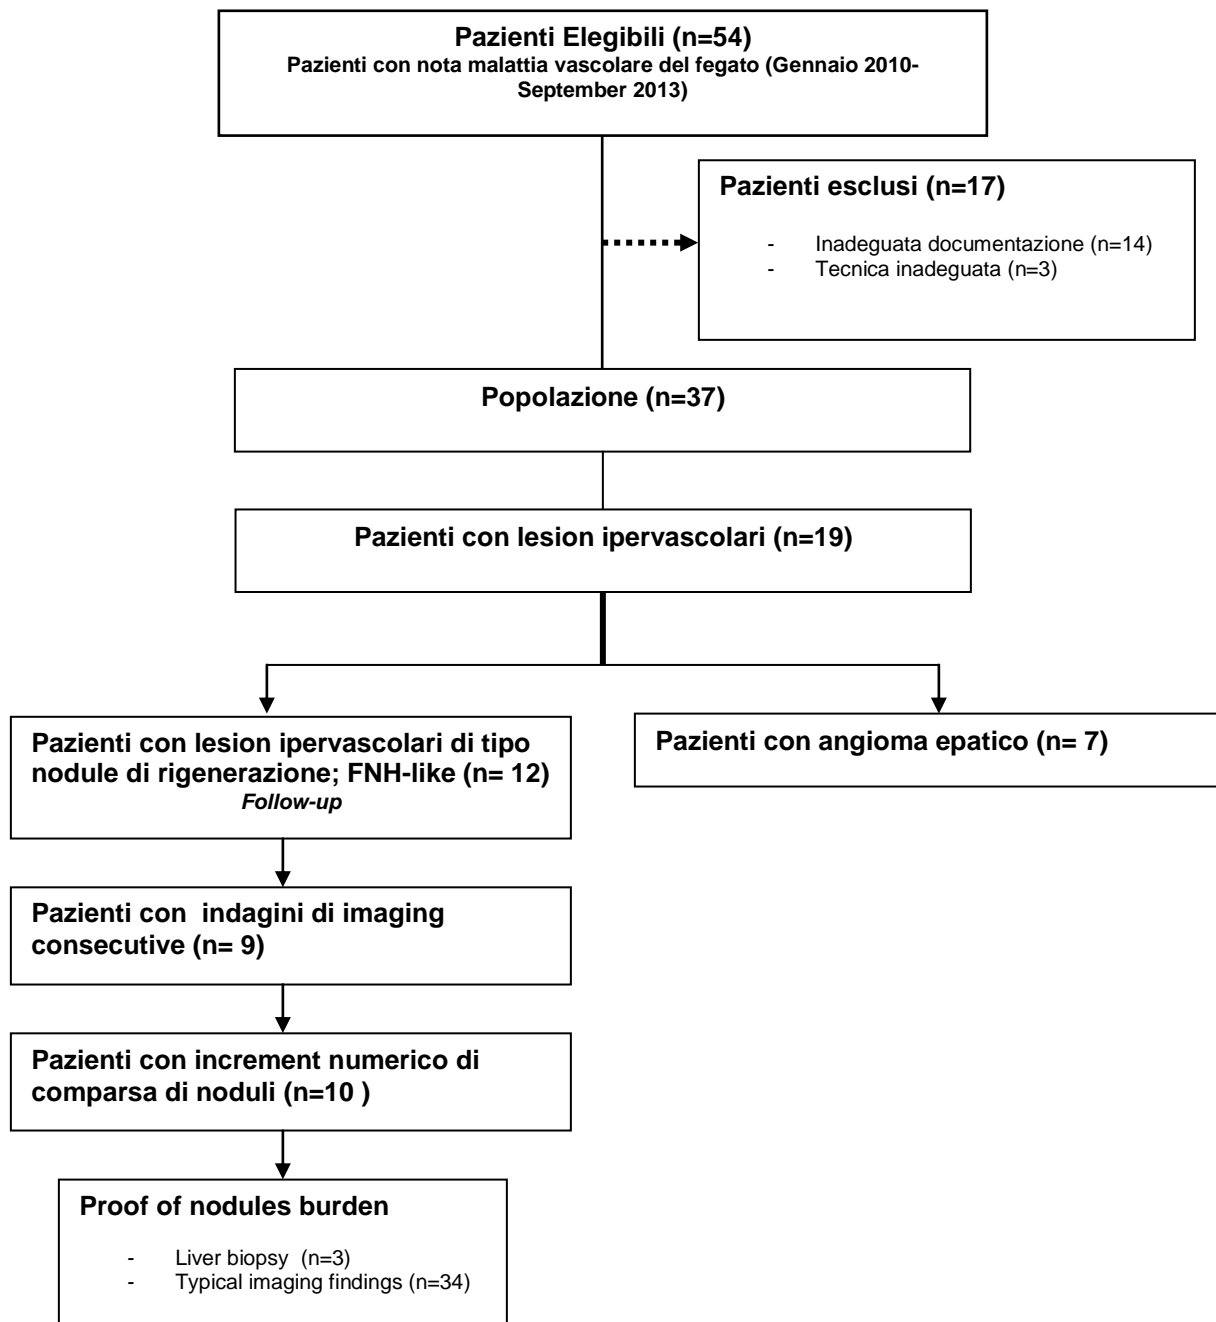 Pazienti Elegibili (n=54)
Pazienti con nota malattia vascolare del fegato (Gennaio 2010-
September 2013)
Pazienti esclusi (n=17)
- Inadeguata documentazione (n=14)
- Tecnica inadeguata (n=3)
Popolazione (n=37)
Pazienti con lesion ipervascolari (n=19)
Pazienti con lesion ipervascolari di tipo
nodule di rigenerazione; FNH-like (n= 12)
Follow-up
Pazienti con angioma epatico (n= 7)
Pazienti con indagini di imaging
consecutive (n= 9)
Pazienti con increment numerico di
comparsa di noduli (n=10 )
Proof of nodules burden
- Liver biopsy (n=3)
- Typical imaging findings (n=34)